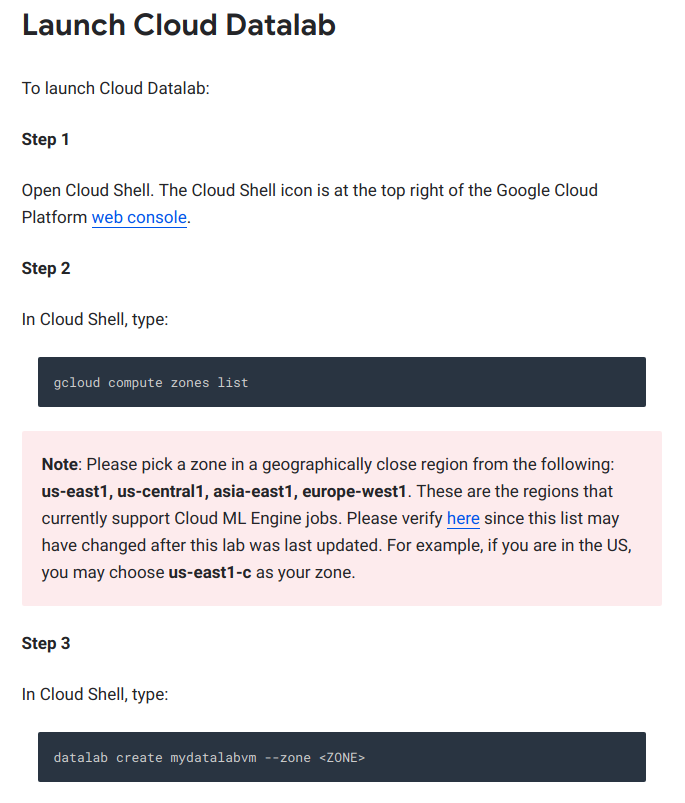 Launch Cloud Datalab
To launch Cloud Datalab:
Step 1
Open Cloud Shell. The Cloud Shell icon is at the top right of the Google Cloud
Platform web console.
Step 2
In Cloud Shell, type:
gcloud compute zones list
Note: Please pick a zone in a geographically close region from the following:
us-east1, us-central1, asia-east1, europe-west1. These are the regions that
currently support Cloud ML Engine jobs. Please verify here since this list may
have changed after this lab was last updated. For example, if you are in the US,
you may choose us-east1-c as your zone.
Step 3
In Cloud Shell, type:
datalab create mydatalabvm --zone <ZONE>